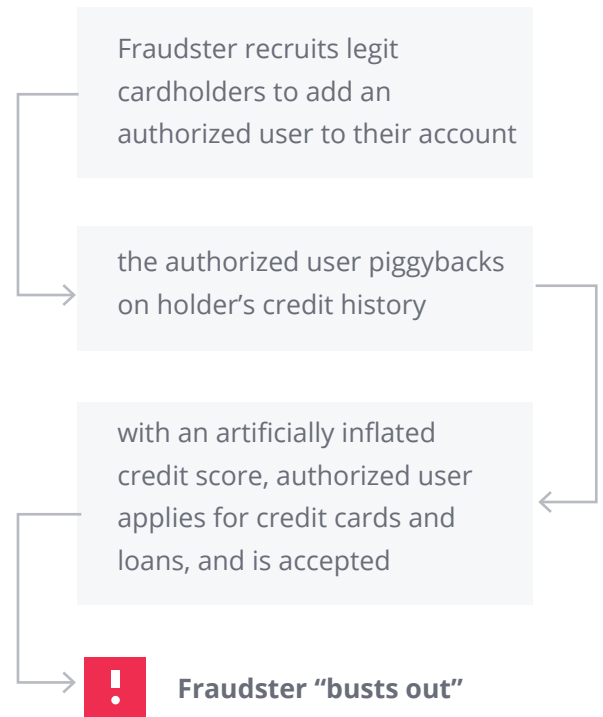 Fraudster recruits legit
cardholders to add an
authorized user to their account
the authorized user piggybacks
on holder’s credit history
with an artificially inflated
credit score, authorized user
applies for credit cards and
loans, and is accepted
Fraudster “busts out”